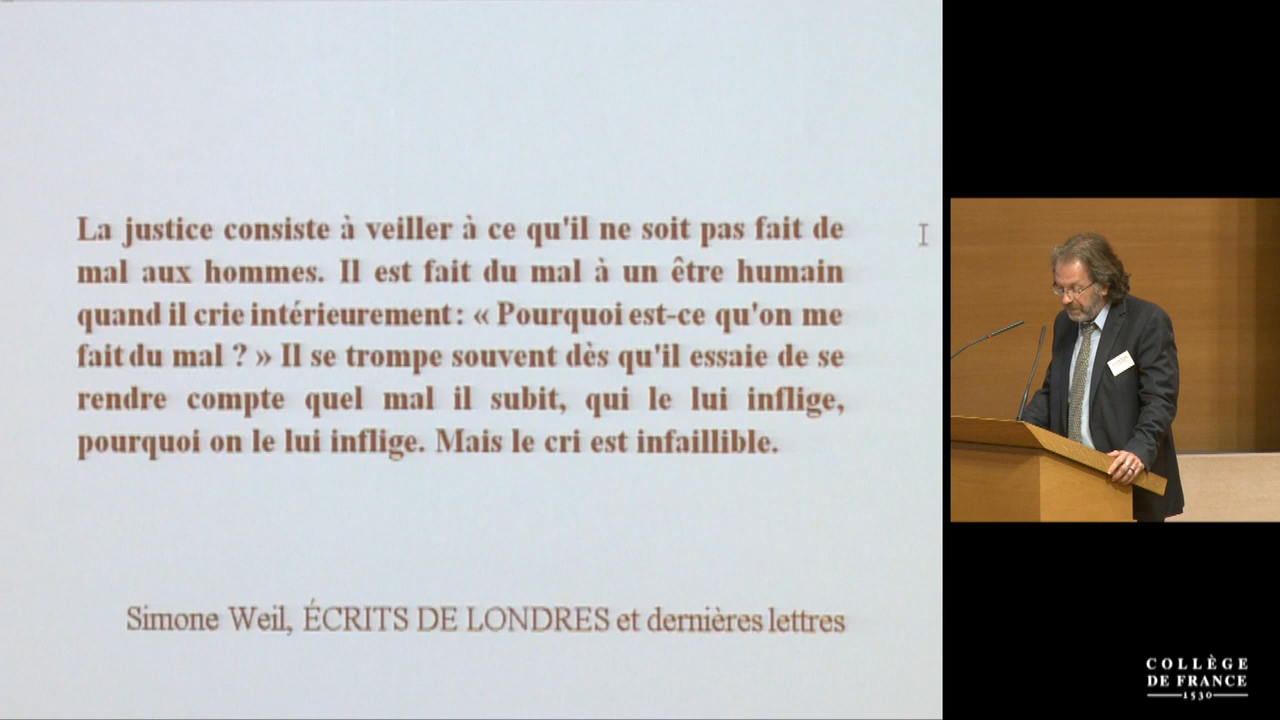 La justice consiste à veiller à ce qu'il ne soit pas fait de
mal aux hommes. Il est fait du mal à un être humain
quand il crie intérieurement : « Pourquoi est-ce qu'on me
fait du mal ? » Il se trompe souvent dès qu'il essaie de se
rendre compte quel mal il subit, qui le lui inflige,
pourquoi on le lui inflige. Mais le cri est infaillible.
Simone Weil, ÉCRITS DE LONDRES et dernières lettres
COLLÈGE
DE FRANCE
1530